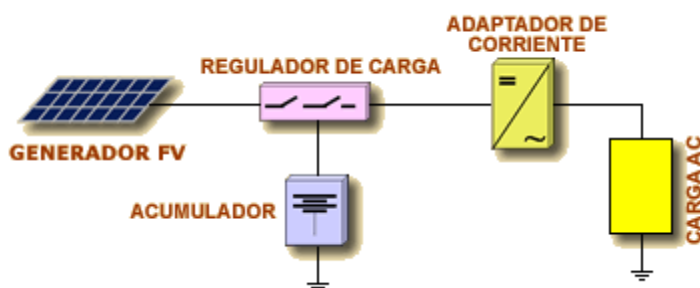 ADAPTADOR DE
CORRIENTE
REGULADOR DE CARGA
GENERADOR FV
ACUMULADOR
CARGA AC